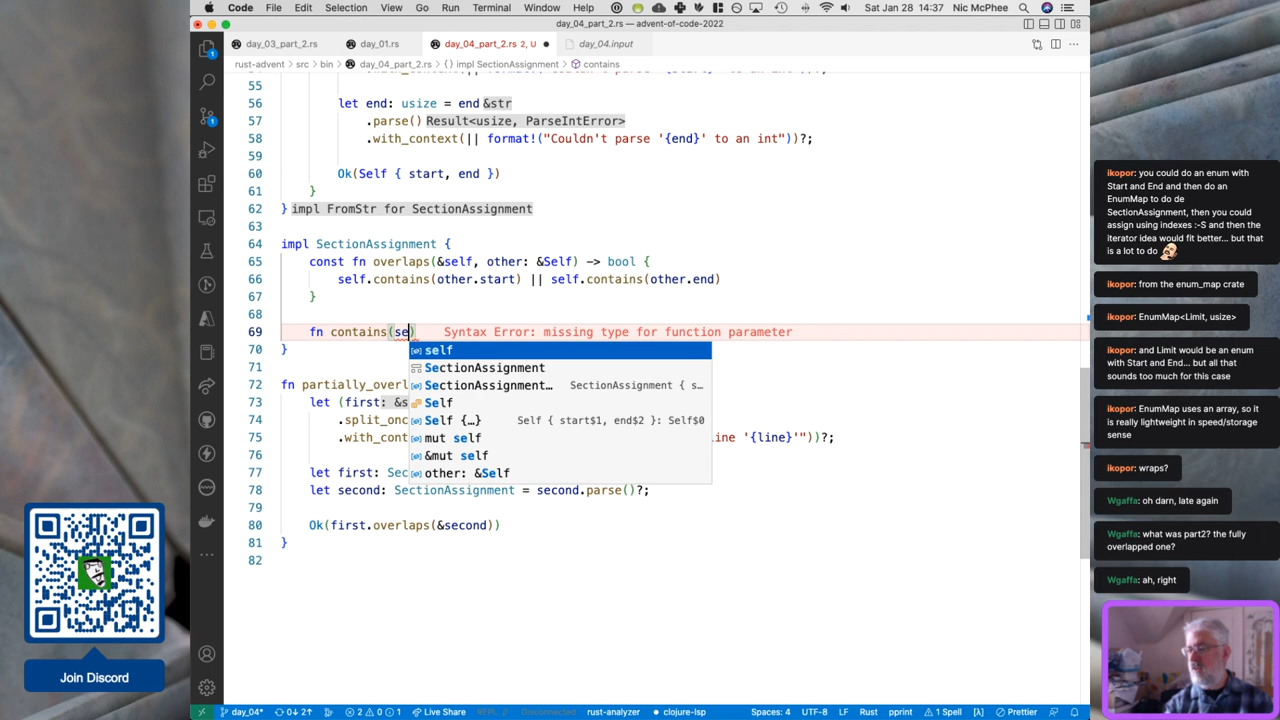 Code File Edit Selection View Go Run Terminal Window Help Sat Jan 28 14:37 Nic McPhee
day_04_part_2.rs — advent-of-code-2022
day_03_part_2.rs day_01.rs day_04_part_2.rs 2, U day_04.input
rust-advent › src › bin › day_04_part_2.rs › {} impl SectionAssignment › contains
55
56 let end: usize = end &str
57 .parse() Result<usize, ParseIntError>
58 .with_context(|| format!("Couldn't parse '{end}' to an int"))?;
59
60 Ok(Self { start, end })
61 }
62 } impl FromStr for SectionAssignment
63
64 impl SectionAssignment {
65 const fn overlaps(&self, other: &Self) -> bool {
66 self.contains(other.start) || self.contains(other.end)
67 }
68
69 fn contains(se) Syntax Error: missing type for function parameter
70 }
71
72 fn partially_overl
73 let (first: &s
74 .split_onc
75 .with_cont line '{line}'"))?;
76
77 let first: Sec
78 let second: SectionAssignment = second.parse()?;
79
80 Ok(first.overlaps(&second))
81 }
82
self
SectionAssignment
SectionAssignment… SectionAssignment { s…
Self
Self {…} Self { start$1, end$2 }: Self$0
mut self
&mut self
other: &Self
day_04* 0↓ 2↑ 2 0 1 Live Share REPL Disconnected rust-analyzer clojure-lsp Spaces: 4 UTF-8 LF Rust pprint 1 Spell [λ] Prettier
Join Discord
ikopor: you could do an enum with
Start and End and then do an
EnumMap to do de
SectionAssignment, then you could
assign using indexes :-S and then the
iterator idea would fit better... but that
is a lot to do
ikopor: from the enum_map crate
ikopor: EnumMap<Limit, usize>
ikopor: and Limit would be an enum
with Start and End... but all that
sounds too much for this case
ikopor: EnumMap uses an array, so it
is really lightweight in speed/storage
sense
ikopor: wraps?
Wgaffa: oh darn, late again
Wgaffa: what was part2? the fully
overlapped one?
Wgaffa: ah, right